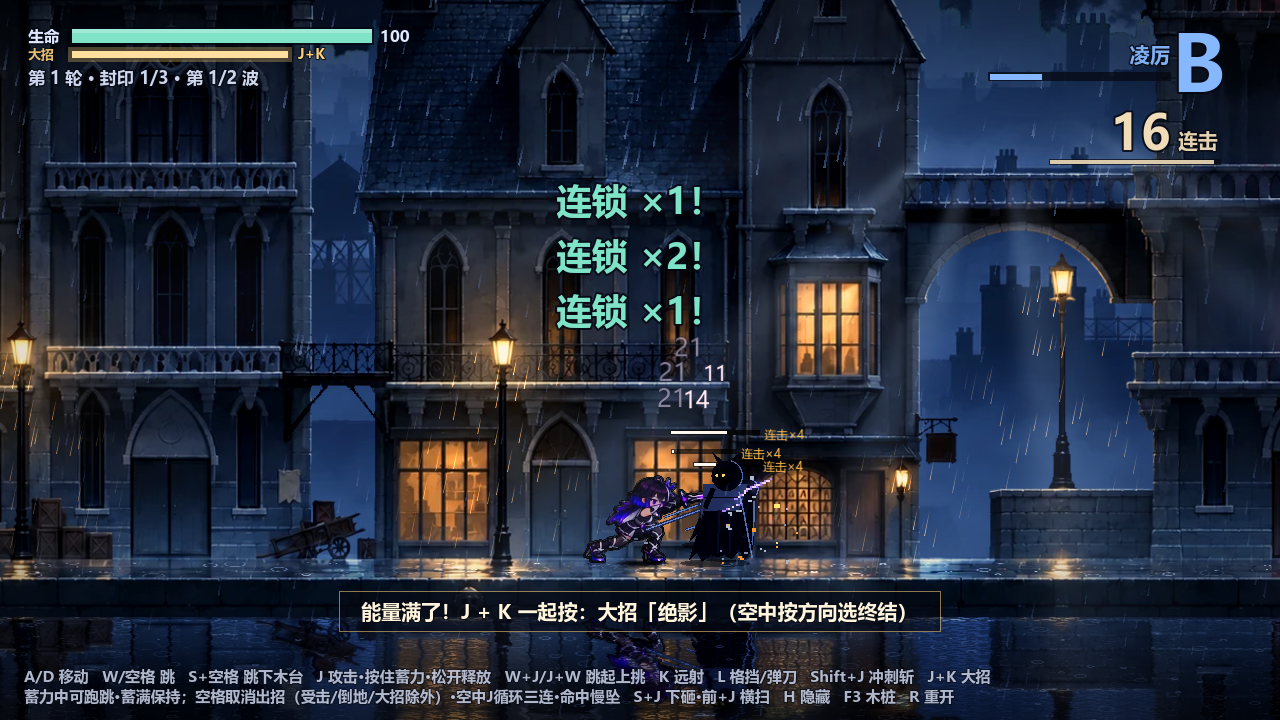 生命 100
大招 J+K
第 1 轮·封印 1/3·第 1/2 波
凌厉 B
16 连击
连锁 ×1!
连锁 ×2!
连锁 ×1!
21
21 11
21 14
连击×4
连击×4
连击×4
能量满了! J + K 一起按: 大招「绝影」 (空中按方向选终结)
A/D 移动 W/空格 跳 S+空格 跳下木台 J 攻击·按住蓄力·松开释放 W+J/J+W 跳起上挑 K 远射 L 格挡/弹刀 Shift+J 冲刺斩 J+K 大招
蓄力中可跑跳·蓄满保持; 空格取消出招 (受击/倒地/大招除外) ·空中J循环三连·命中慢坠 S+J 下砸·前+J 横扫 H 隐藏 F3 木桩 R 重开